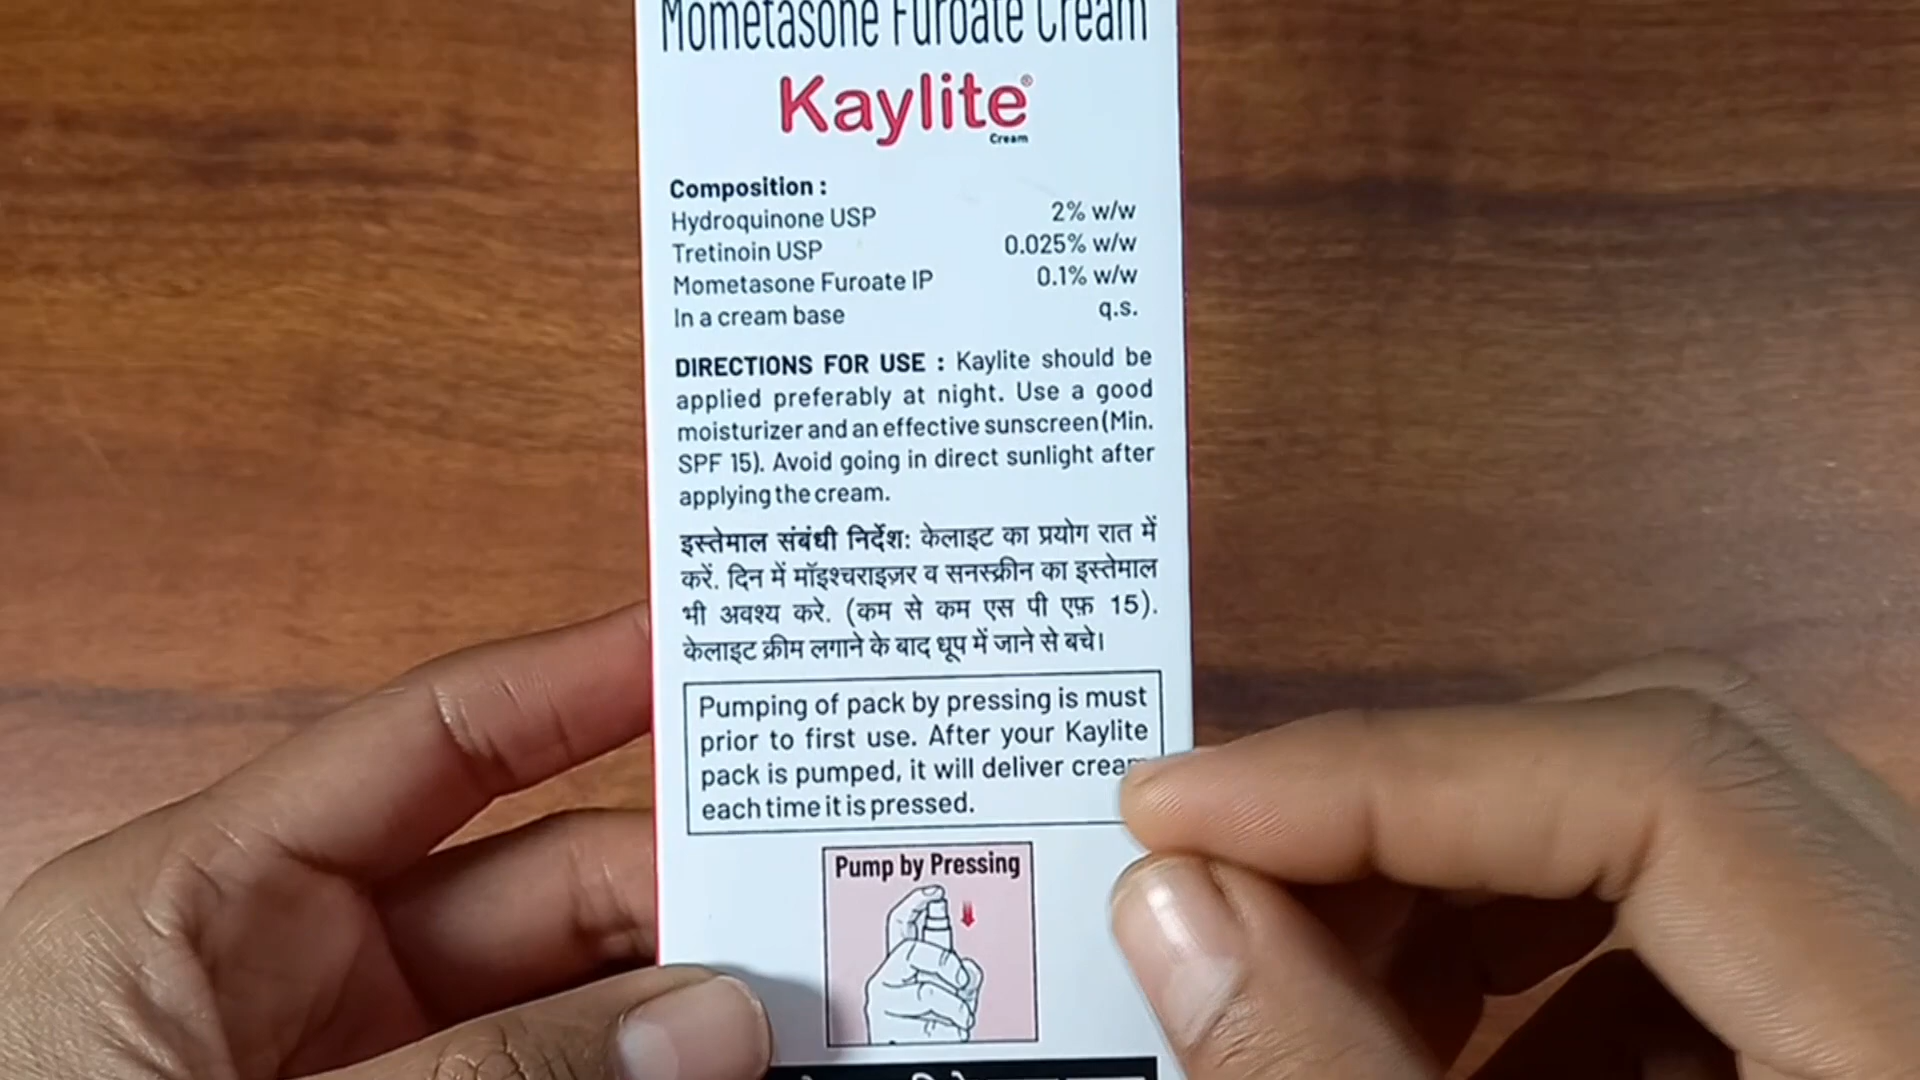 Mometasone Furoate Cream
Kaylite®
Cream
Composition :
Hydroquinone USP 2% w/w
Tretinoin USP 0.025% w/w
Mometasone Furoate IP 0.1% w/w
In a cream base q.s.
DIRECTIONS FOR USE : Kaylite should be
applied preferably at night. Use a good
moisturizer and an effective sunscreen (Min.
SPF 15). Avoid going in direct sunlight after
applying the cream.
इस्तेमाल संबंधी निर्देश: केलाइट का प्रयोग रात में
करें. दिन में मॉइश्चराइज़र व सनस्क्रीन का इस्तेमाल
भी अवश्य करे. (कम से कम एस पी एफ़ 15).
केलाइट क्रीम लगाने के बाद धूप में जाने से बचे।
Pumping of pack by pressing is must
prior to first use. After your Kaylite
pack is pumped, it will deliver cream
each time it is pressed.
Pump by Pressing